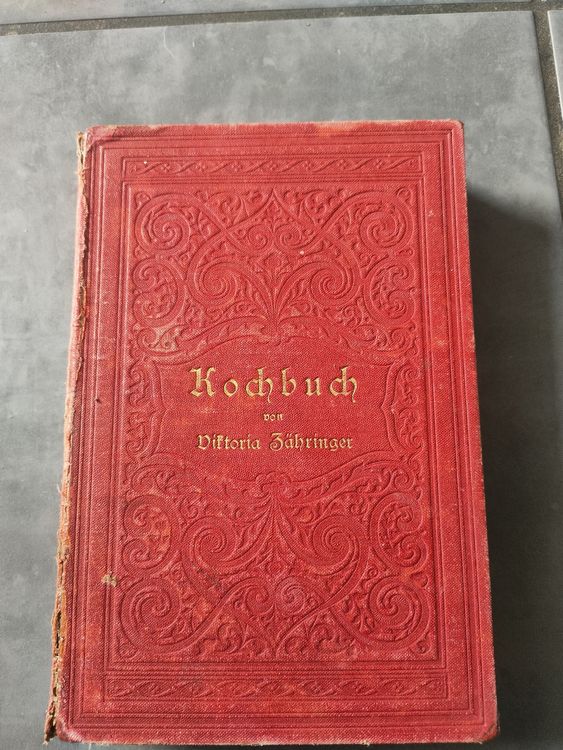 Kochbuch
von
Viktoria Zähringer